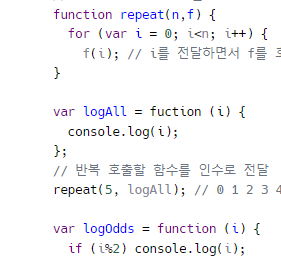 function repeat(n,f) {
  for (var i = 0; i<n; i++) {
    f(i); // i를 전달하면서 f를
}

var logAll = fuction (i) {
  console.log(i);
};
// 반복 호출할 함수를 인수로 전달
repeat(5, logAll); // 0 1 2 3 4

var logOdds = function (i) {
  if (i%2) console.log(i);